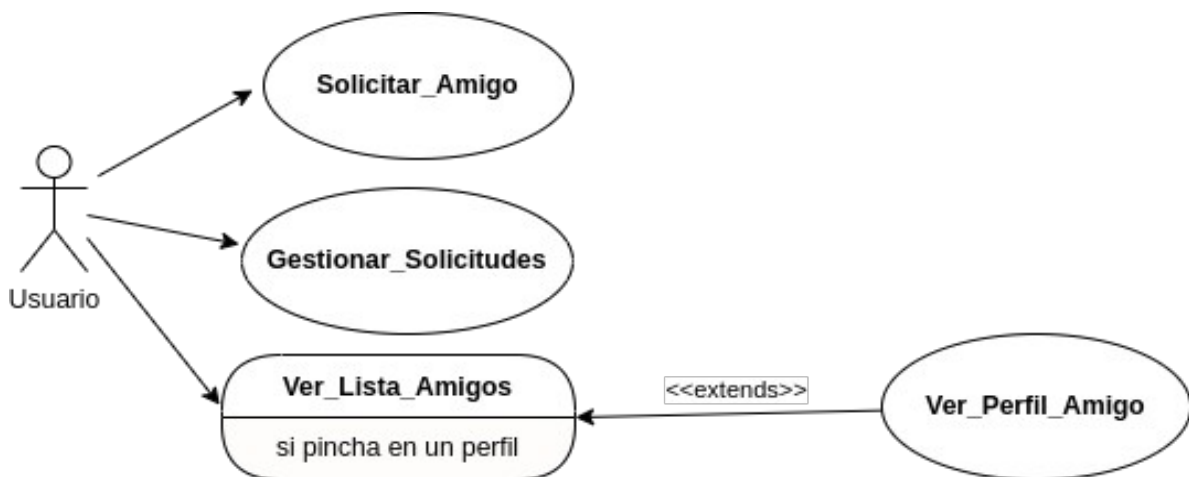 Solicitar_Amigo
Gestionar_Solicitudes
Usuario
Ver_Lista_Amigos
si pincha en un perfil
<<extends>>
Ver_Perfil_Amigo